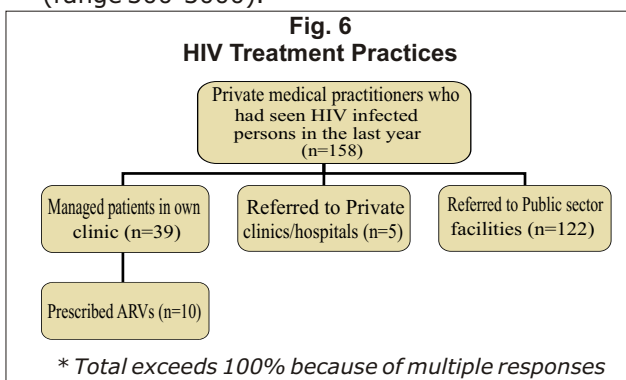 (range 500-5000).
Fig. 6
HIV Treatment Practices
Private medical practitioners who
had seen HIV infected
persons in the last year
(n=158)
Managed patients in own
clinic (n=39)
Referred to Private
clinics/hospitals (n=5)
Referred to Public sector
facilities (n=122)
Prescribed ARVs (n=10)
* Total exceeds 100% because of multiple responses